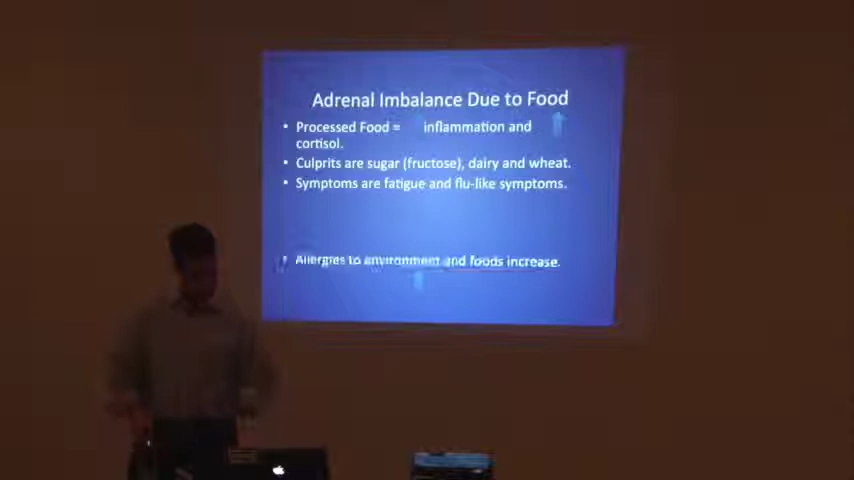 Adrenal Imbalance Due to Food
• Processed Food = inflammation and
cortisol.
• Culprits are sugar (fructose), dairy and wheat.
• Symptoms are fatigue and flu-like symptoms.
• Allergies to environment and foods increase.